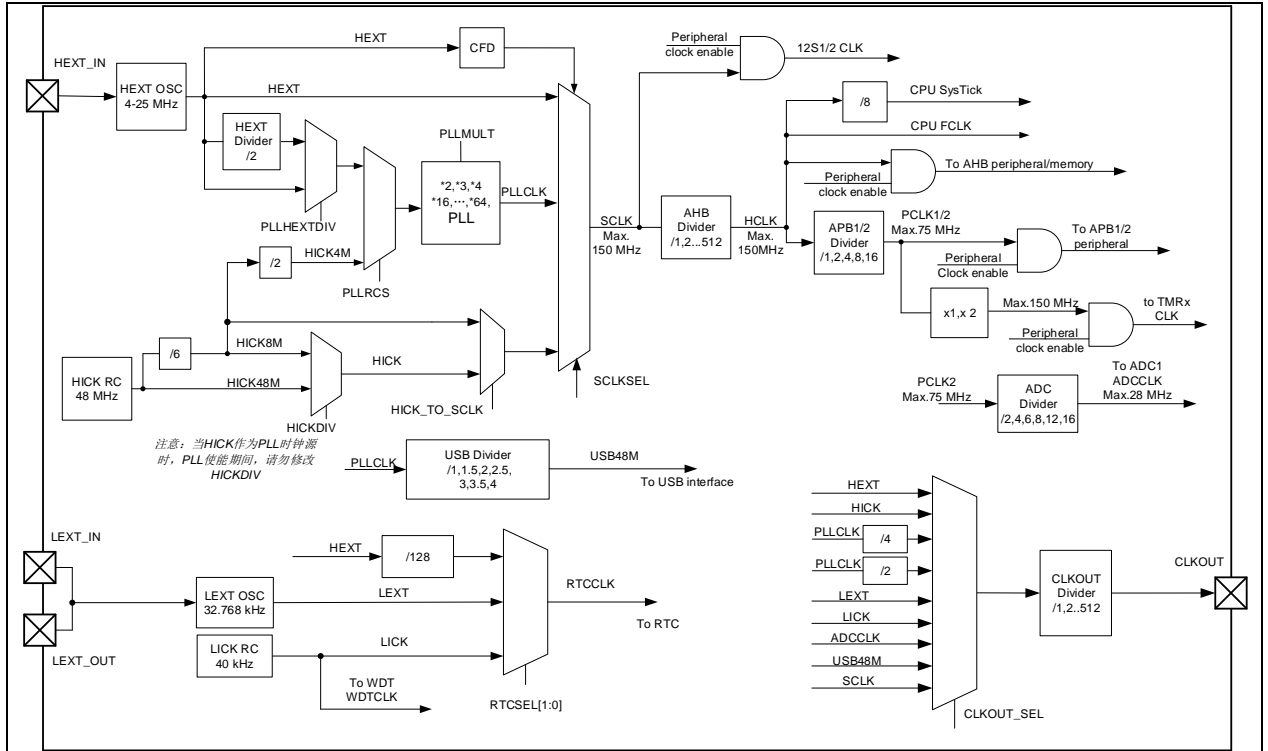 HEXT_IN
HEXT OSC
4-25 MHz
HEXT
CFD
HEXT
HEXT
Divider
/2
PLLHEXTDIV
PLLMULT
*2,*3,*4
*16,···,*64,
PLL
PLLCLK
/2
HICK4M
PLLRCS
HICK RC
48 MHz
/6
HICK8M
HICK48M
HICK
HICKDIV
HICK_TO_SCLK
SCLKSEL
注意：当HICK作为PLL时钟源
时，PLL使能期间，请勿修改
HICKDIV
SCLK
Max.
150 MHz
Peripheral
clock enable
12S1/2 CLK
AHB
Divider
/1,2...512
HCLK
Max.
150MHz
/8
CPU SysTick
CPU FCLK
Peripheral
clock enable
To AHB peripheral/memory
APB1/2
Divider
/1,2,4,8,16
PCLK1/2
Max.75 MHz
Peripheral
Clock enable
To APB1/2
peripheral
x1,x 2
Max.150 MHz
Peripheral
clock enable
to TMRx
CLK
PCLK2
Max.75 MHz
ADC
Divider
/2,4,6,8,12,16
To ADC1
ADCCLK
Max.28 MHz
PLLCLK
USB Divider
/1,1.5,2,2.5,
3,3.5,4
USB48M
To USB interface
LEXT_IN
LEXT_OUT
HEXT
/128
LEXT OSC
32.768 kHz
LEXT
LICK RC
40 kHz
LICK
To WDT
WDTCLK
RTCSEL[1:0]
RTCCLK
To RTC
HEXT
HICK
PLLCLK
/4
PLLCLK
/2
LEXT
LICK
ADCCLK
USB48M
SCLK
CLKOUT_SEL
CLKOUT
Divider
/1,2..512
CLKOUT